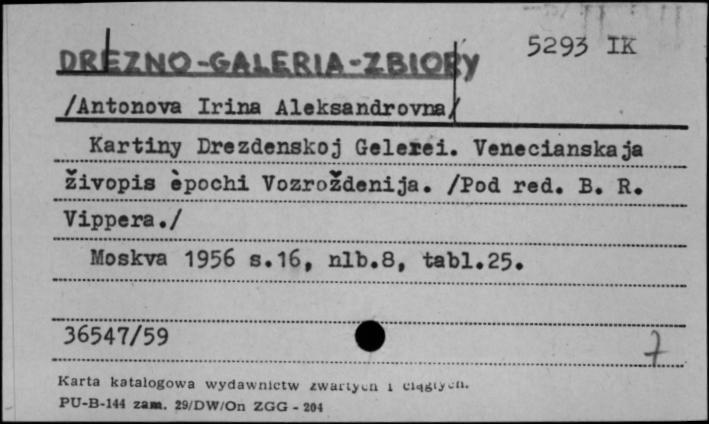 5293 IK
DREZNO-GALERIA-ZBIORY
/Antonova Irina Aleksandrovna/
Kartiny Drezdenskoj Gelerei. Venecianskaja
živopis èpochi Vozroždenija. /Pod red. B. R.
Vippera./
Moskva 1956 s.16, nlb.8, tabl.25.
36547/59
7
Karta katalogowa wydawnictw zwartych i ciągłych.
PU-B-144 zam. 29/DW/On ZGG - 204